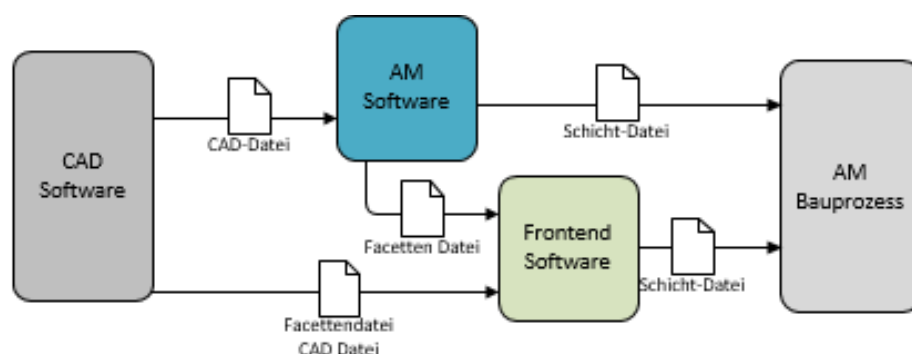 CAD
Software
CAD-Datei
AM
Software
Schicht-Datei
AM
Bauprozess
Facetten Datei
Frontend
Software
Schicht-Datei
Facettendatei
CAD Datei